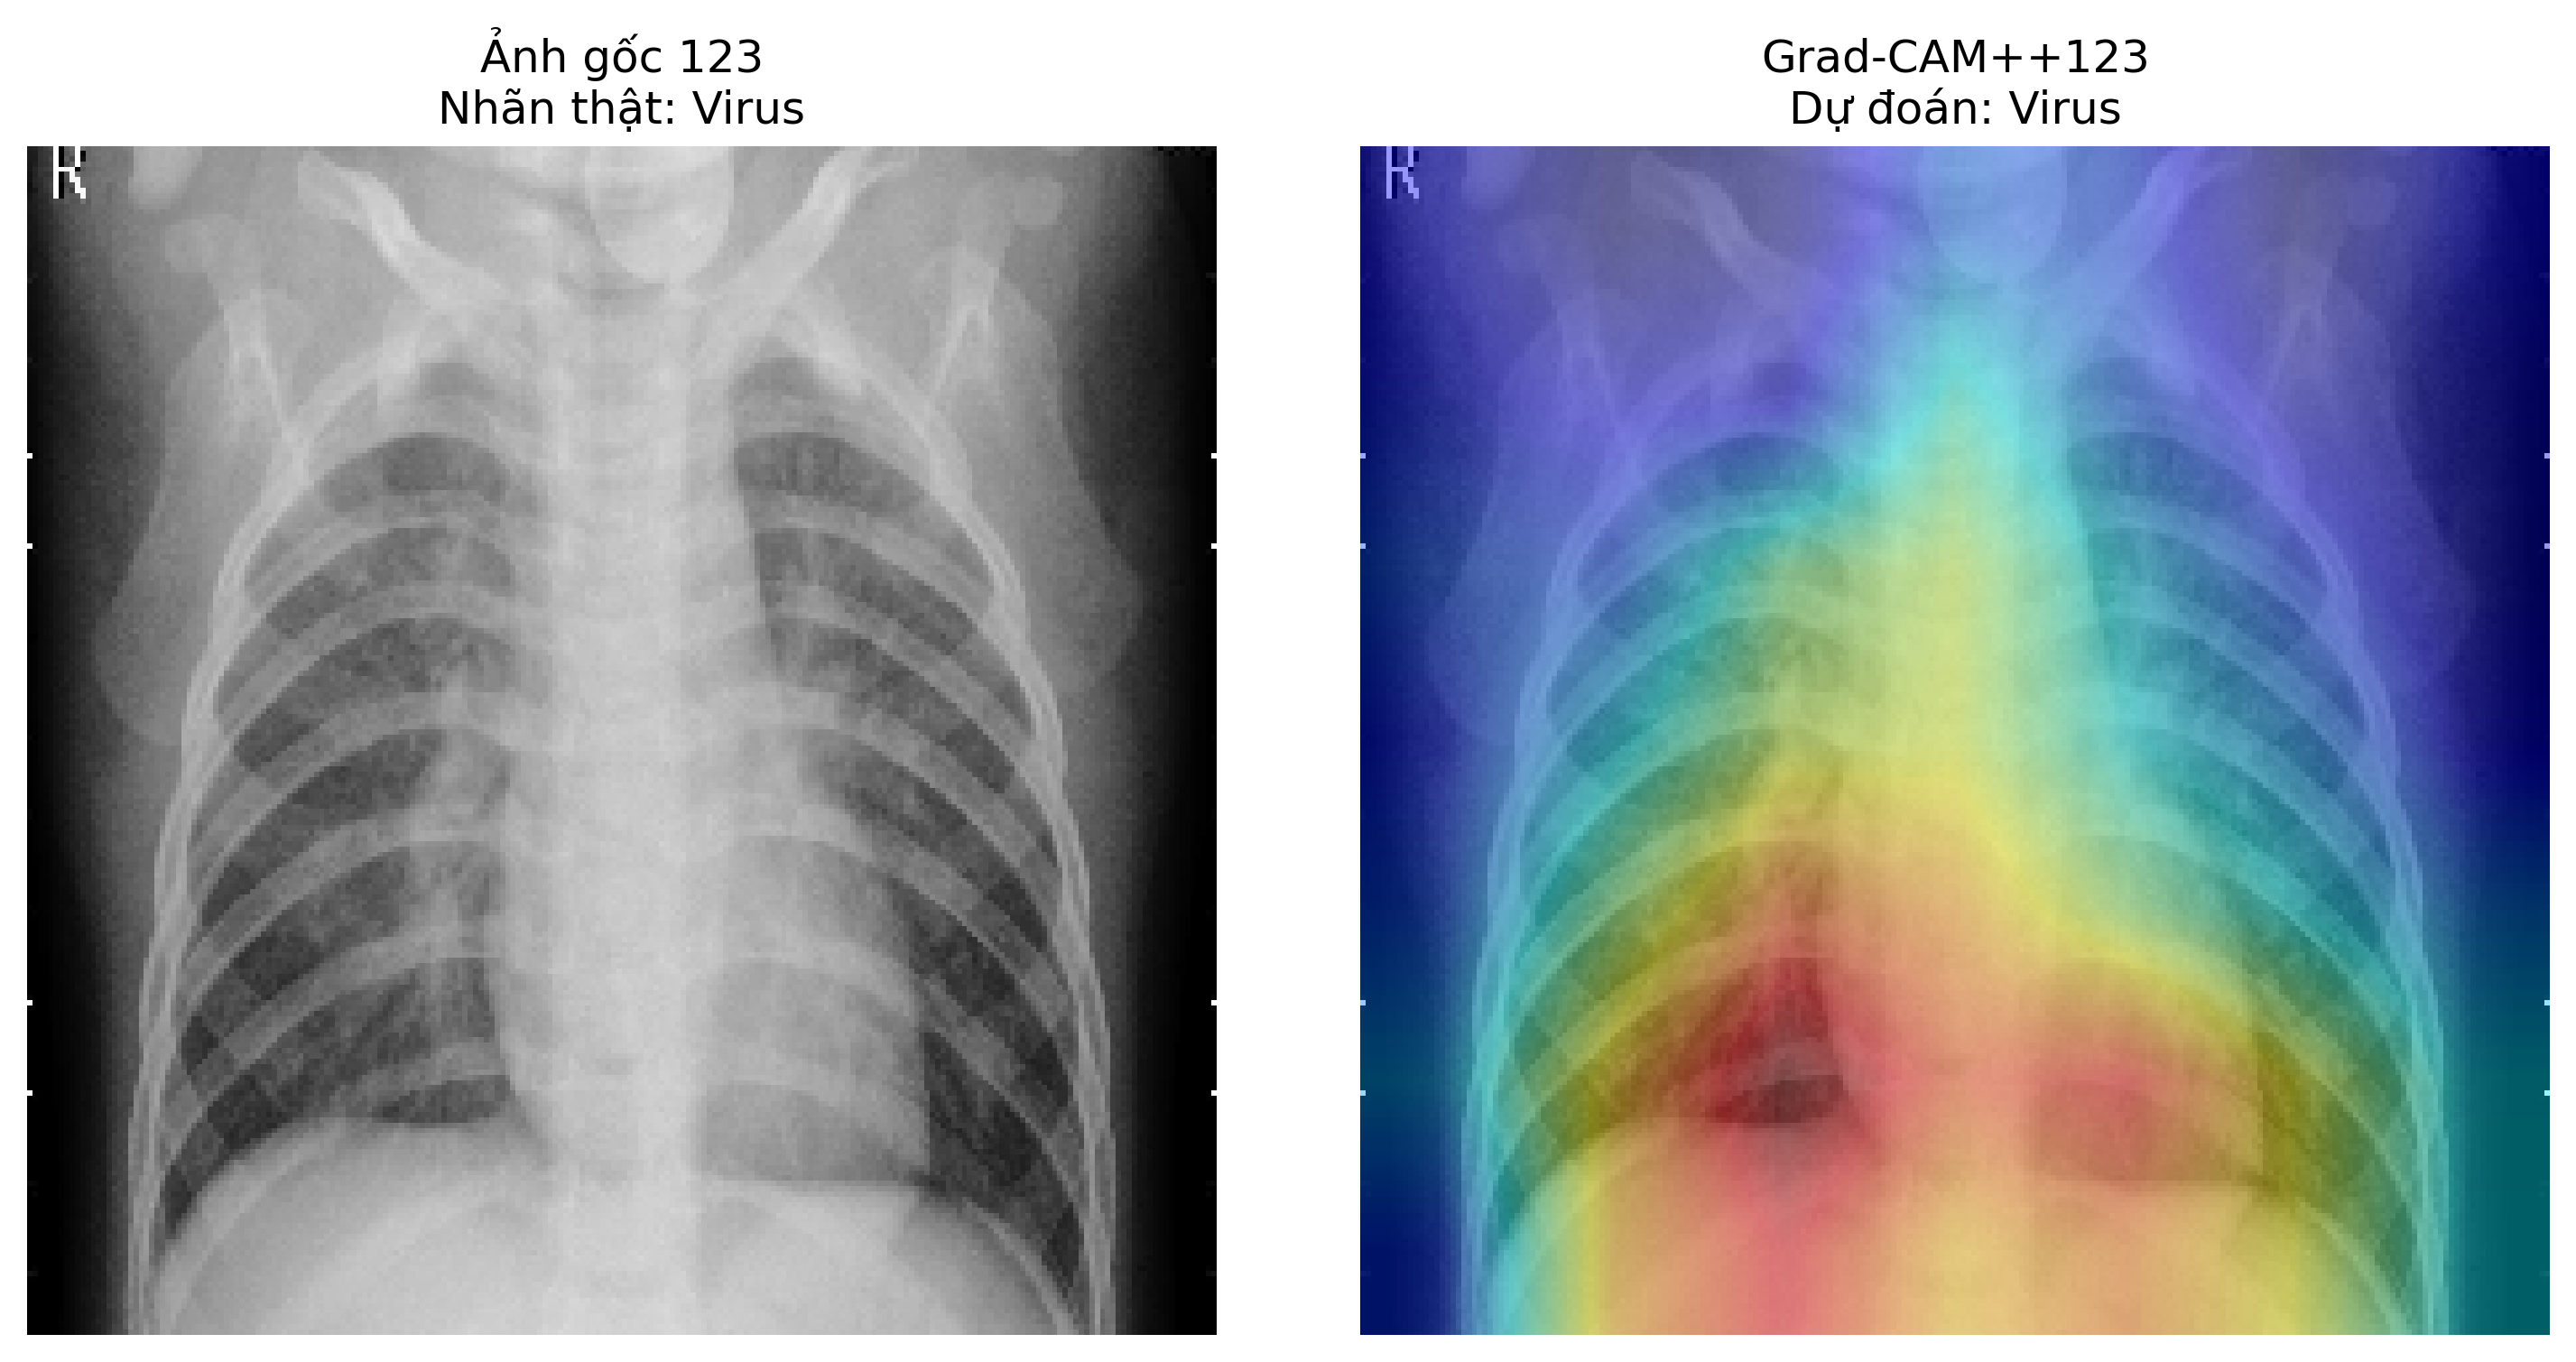 Ảnh gốc 123
Nhãn thật: Virus
Grad-CAM++123
Dự đoán: Virus
R
R